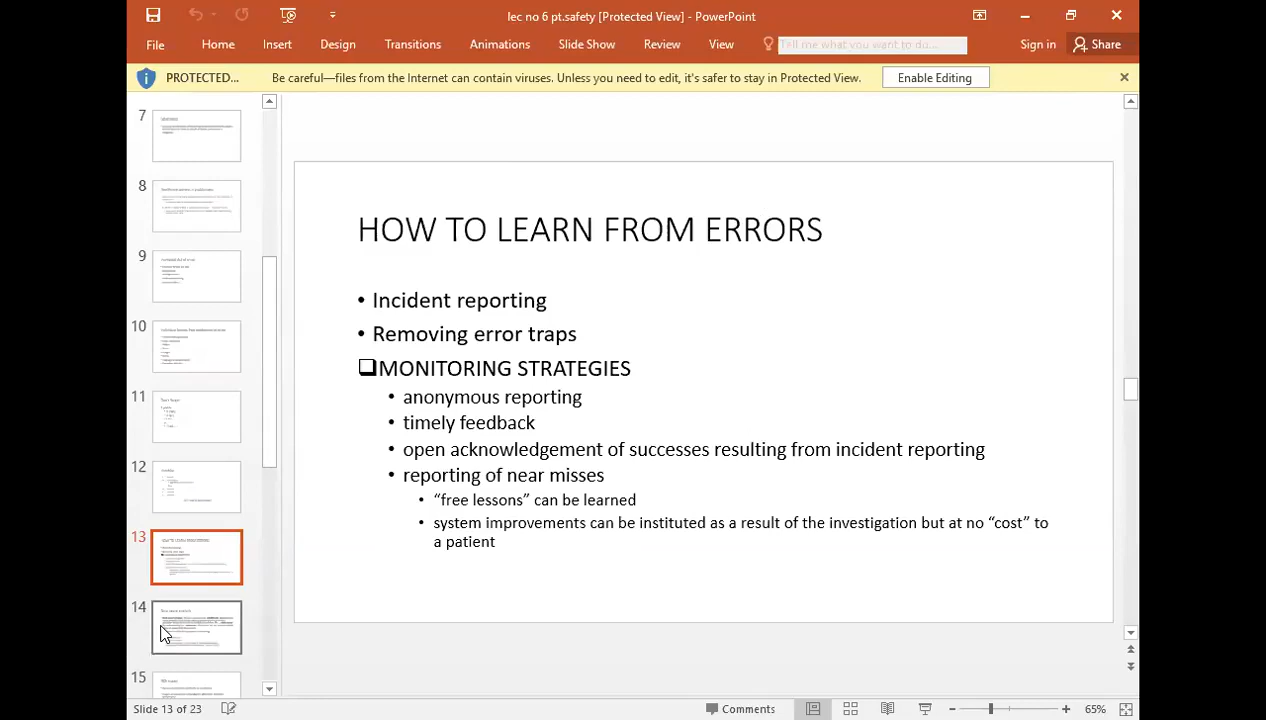 lec no 6 pt.safety [Protected View] - PowerPoint
File Home Insert Design Transitions Animations Slide Show Review View Tell me what you want to do... Sign in Share
PROTECTED... Be careful—files from the Internet can contain viruses. Unless you need to edit, it's safer to stay in Protected View. Enable Editing
7
8
9
10
11
12
13
14
15
HOW TO LEARN FROM ERRORS
• Incident reporting
• Removing error traps
❑MONITORING STRATEGIES
• anonymous reporting
• timely feedback
• open acknowledgement of successes resulting from incident reporting
• reporting of near misses
• “free lessons” can be learned
• system improvements can be instituted as a result of the investigation but at no “cost” to
a patient
Slide 13 of 23 Comments 65%